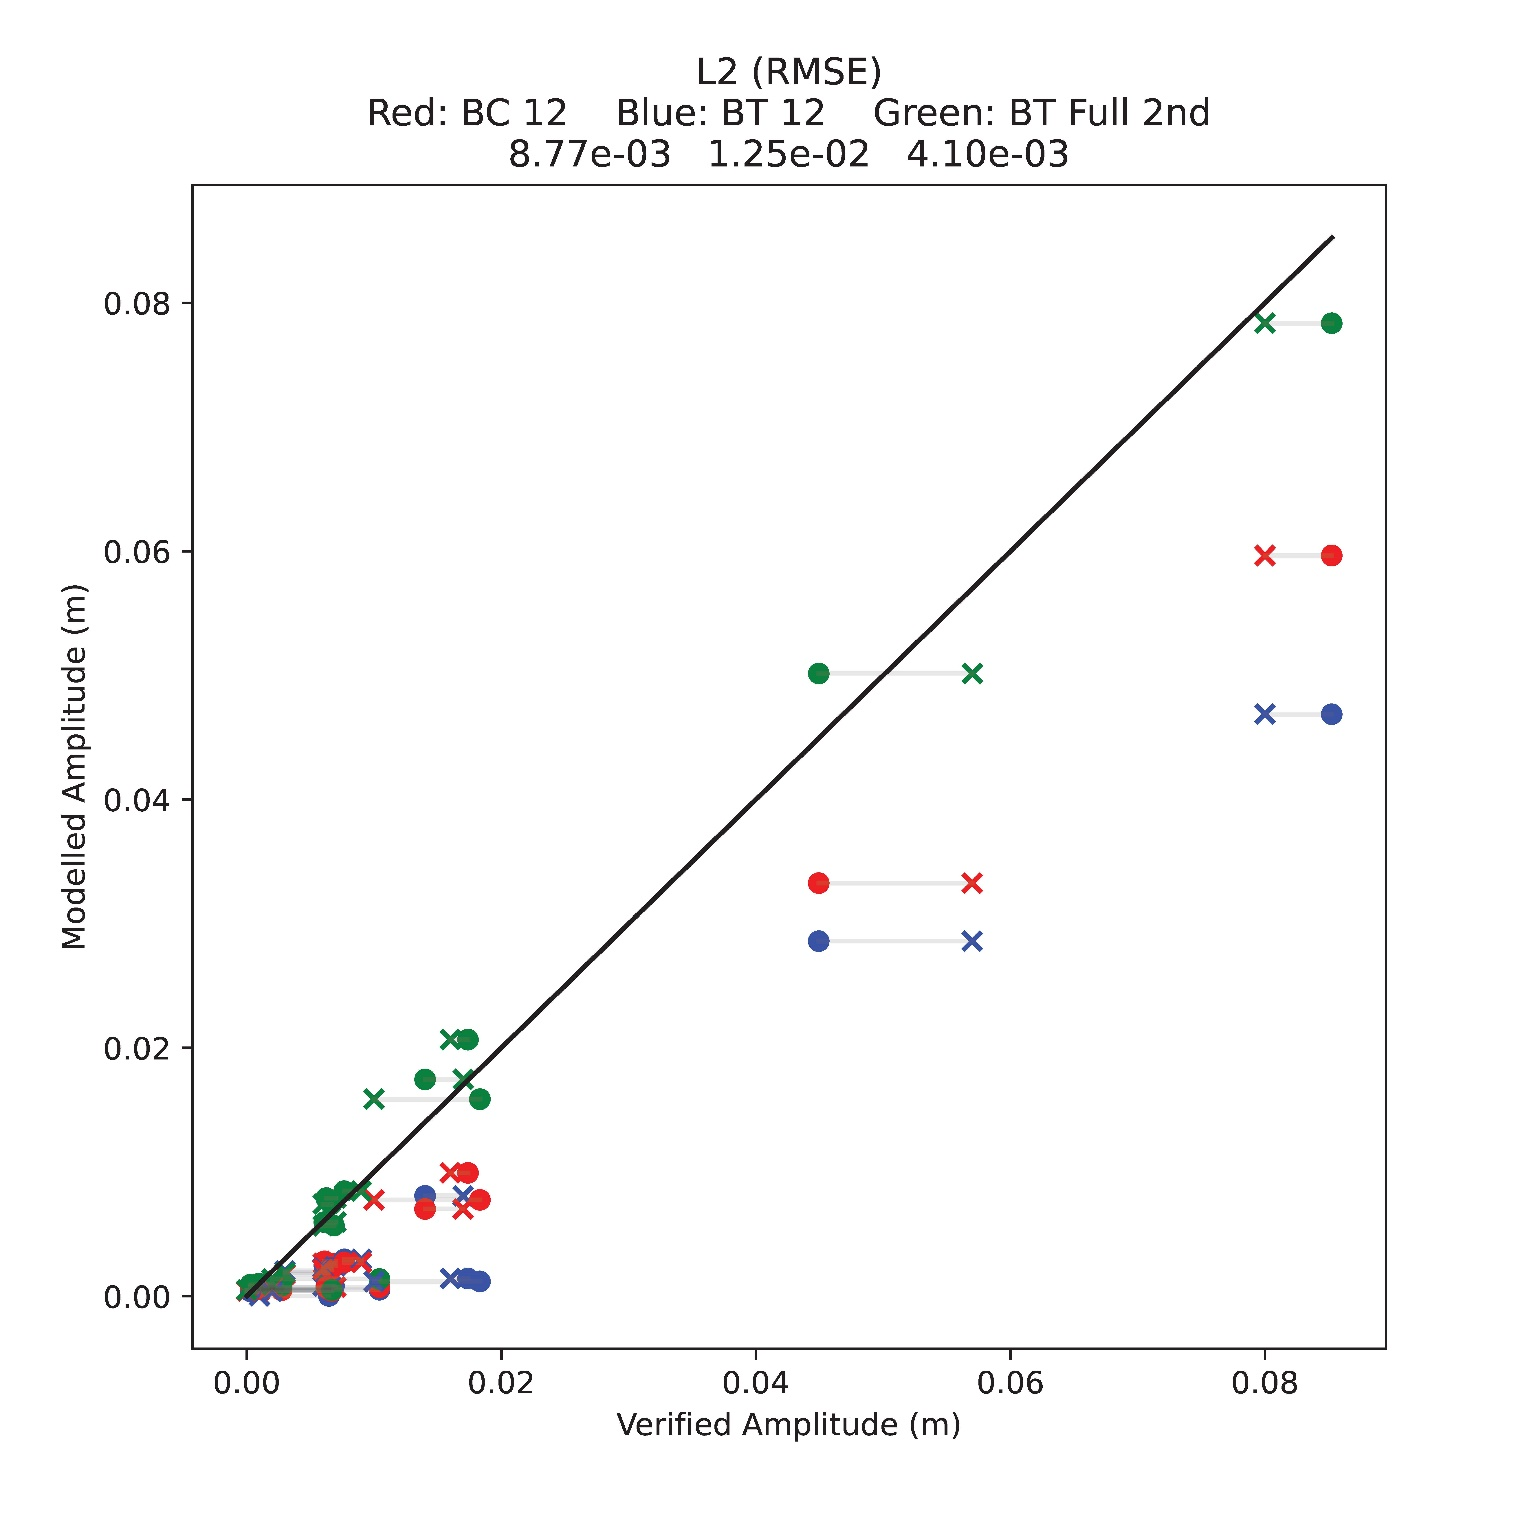 L2 (RMSE)
Red: BC 12    Blue: BT 12    Green: BT Full 2nd
8.77e-03   1.25e-02   4.10e-03
0.08
0.06
0.04
0.02
0.00
Modelled Amplitude (m)
0.00 0.02 0.04 0.06 0.08
Verified Amplitude (m)